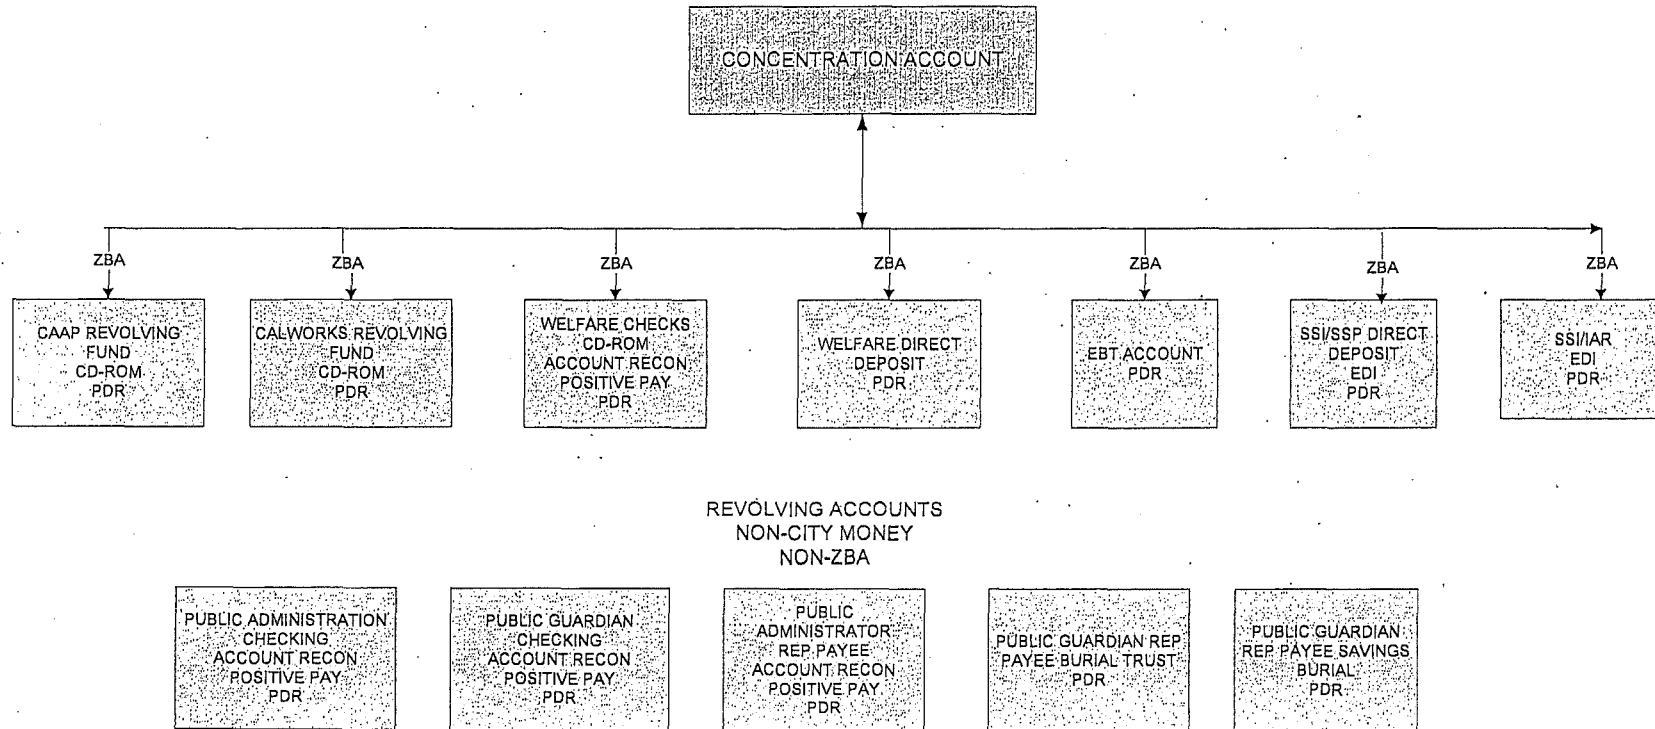 CONCENTRATION ACCOUNT
ZBA
ZBA
ZBA
ZBA
ZBA
ZBA
ZBA
CAAP REVOLVING
FUND
CD-ROM
PDR
CALWORKS REVOLVING
FUND
CD-ROM
PDR
WELFARE CHECKS
CD-ROM
ACCOUNT RECON
POSITIVE PAY
PDR
WELFARE DIRECT
DEPOSIT
PDR
EBT ACCOUNT
PDR
SSI/SSP DIRECT
DEPOSIT
EDI
PDR
SSI/IAR
EDI
PDR
REVOLVING ACCOUNTS
NON-CITY MONEY
NON-ZBA
PUBLIC ADMINISTRATION
CHECKING
ACCOUNT RECON
POSITIVE PAY
PDR
PUBLIC GUARDIAN
CHECKING
ACCOUNT RECON
POSITIVE PAY
PDR
PUBLIC
ADMINISTRATOR
REP PAYEE
ACCOUNT RECON
POSITIVE PAY
PDR
PUBLIC GUARDIAN REP
PAYEE BURIAL TRUST
PDR
PUBLIC GUARDIAN
REP PAYEE SAVINGS
BURIAL
PDR